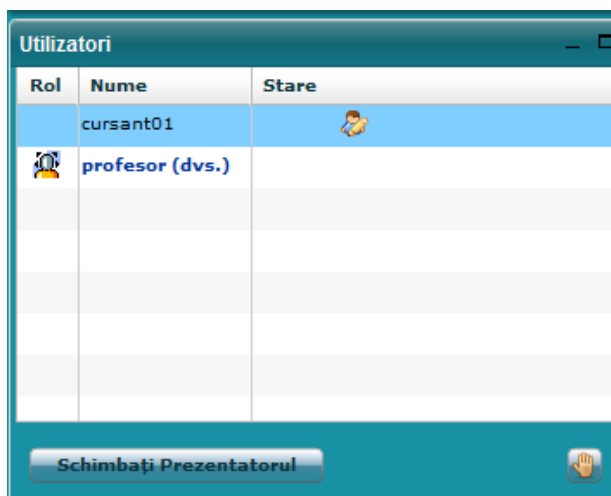 Utilizatori
Rol Nume Stare
cursant01
profesor (dvs.)
Schimbați Prezentatorul